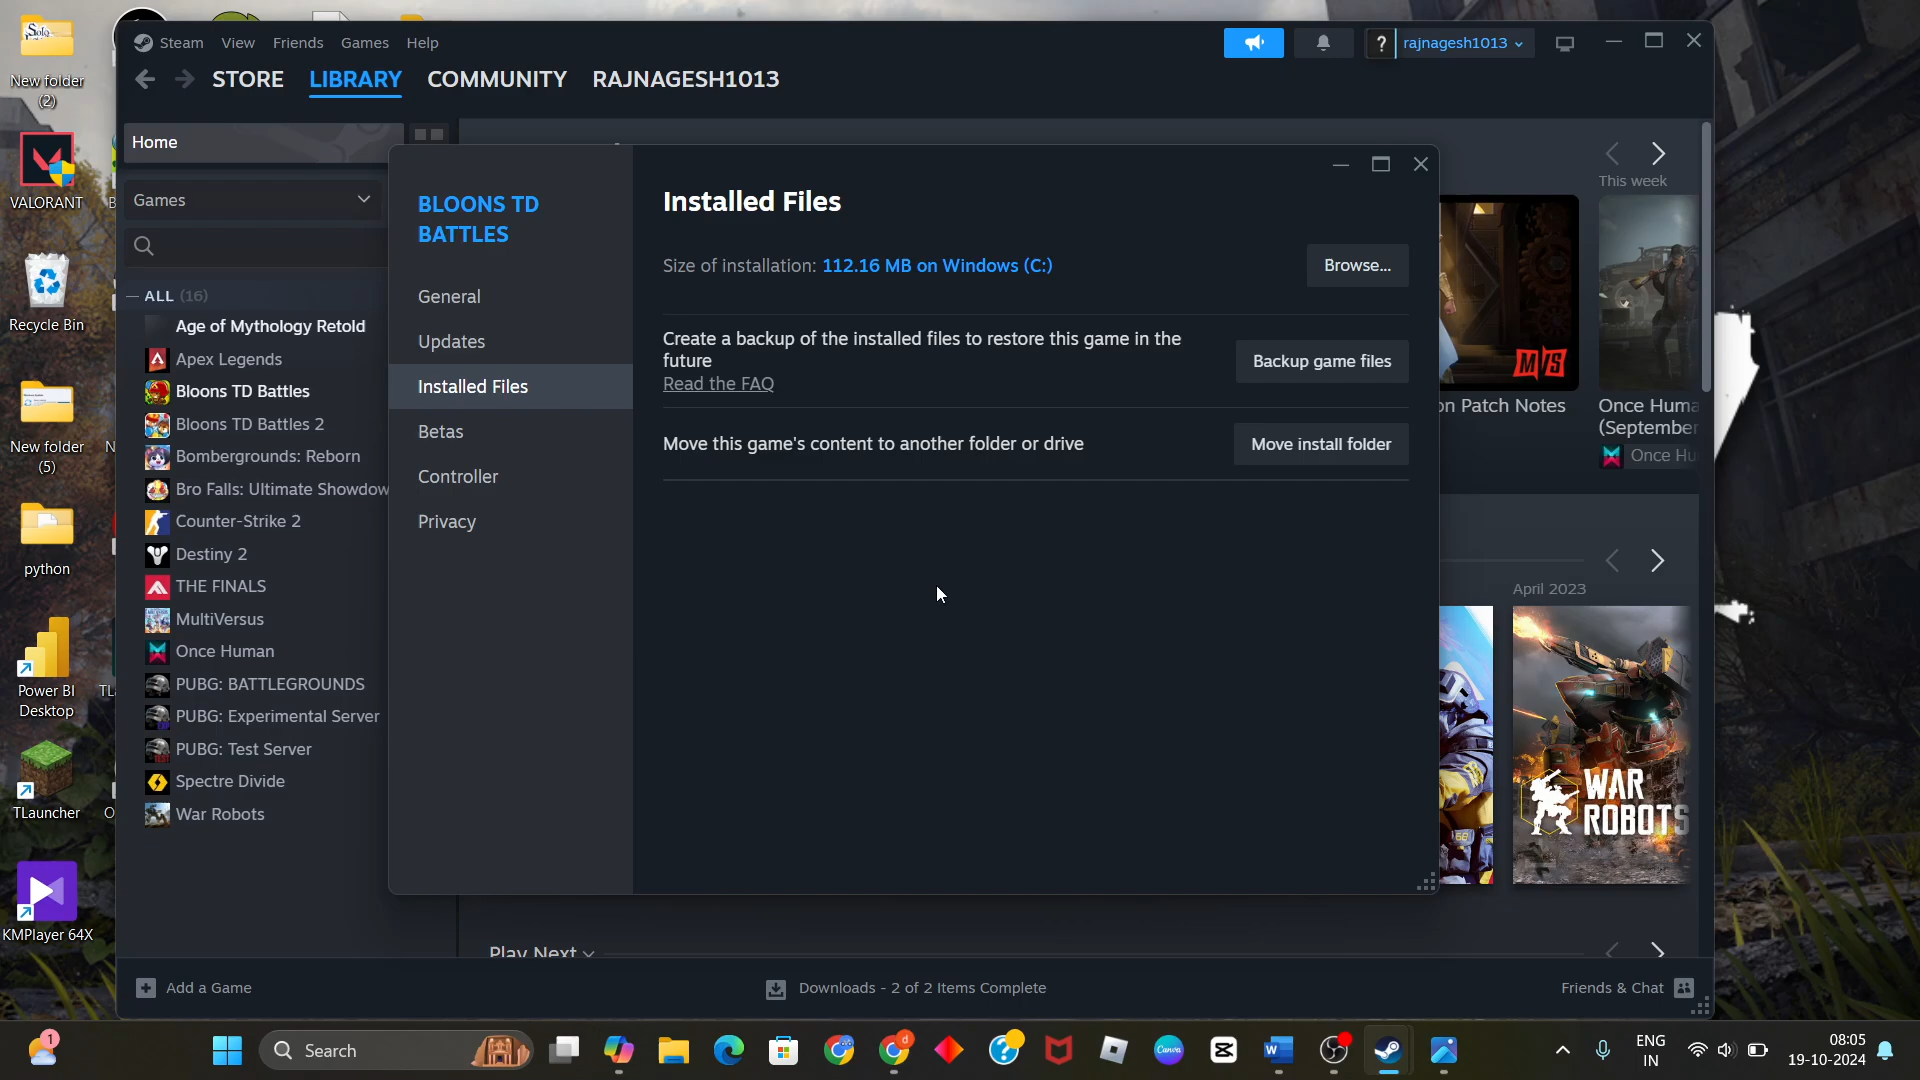 Solo
New folder
(2)
VALORANT
Recycle Bin
New folder
(5)
python
Power BI
Desktop
TLauncher
KMPlayer 64X
Steam View Friends Games Help
? rajnagesh1013
STORE LIBRARY COMMUNITY RAJNAGESH1013
Home
Games
— ALL (16)
Age of Mythology Retold
Apex Legends
Bloons TD Battles
Bloons TD Battles 2
Bombergrounds: Reborn
Bro Falls: Ultimate Showdow
Counter-Strike 2
Destiny 2
THE FINALS
MultiVersus
Once Human
PUBG: BATTLEGROUNDS
PUBG: Experimental Server
PUBG: Test Server
Spectre Divide
War Robots
BLOONS TD
BATTLES
General
Updates
Installed Files
Betas
Controller
Privacy
Installed Files
Size of installation: 112.16 MB on Windows (C:)
Browse...
Create a backup of the installed files to restore this game in the
future
Read the FAQ
Backup game files
Move this game's content to another folder or drive
Move install folder
This week
on Patch Notes
Once Huma
(September
Once Hu
April 2023
WAR
ROBOTS
Play Next
Add a Game
Downloads - 2 of 2 Items Complete
Friends & Chat
1
Search
ENG
IN
08:05
19-10-2024